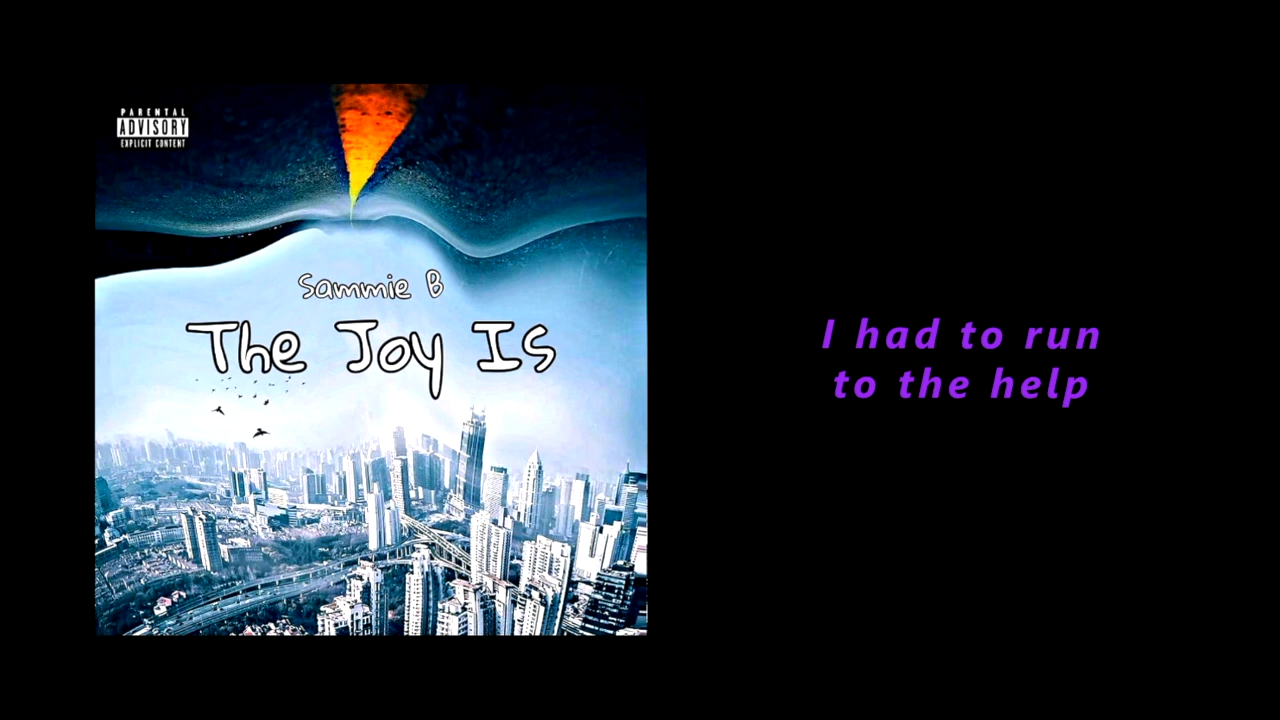 PARENTAL
ADVISORY
EXPLICIT CONTENT
Sammie B
The Joy Is
I had to run
to the help